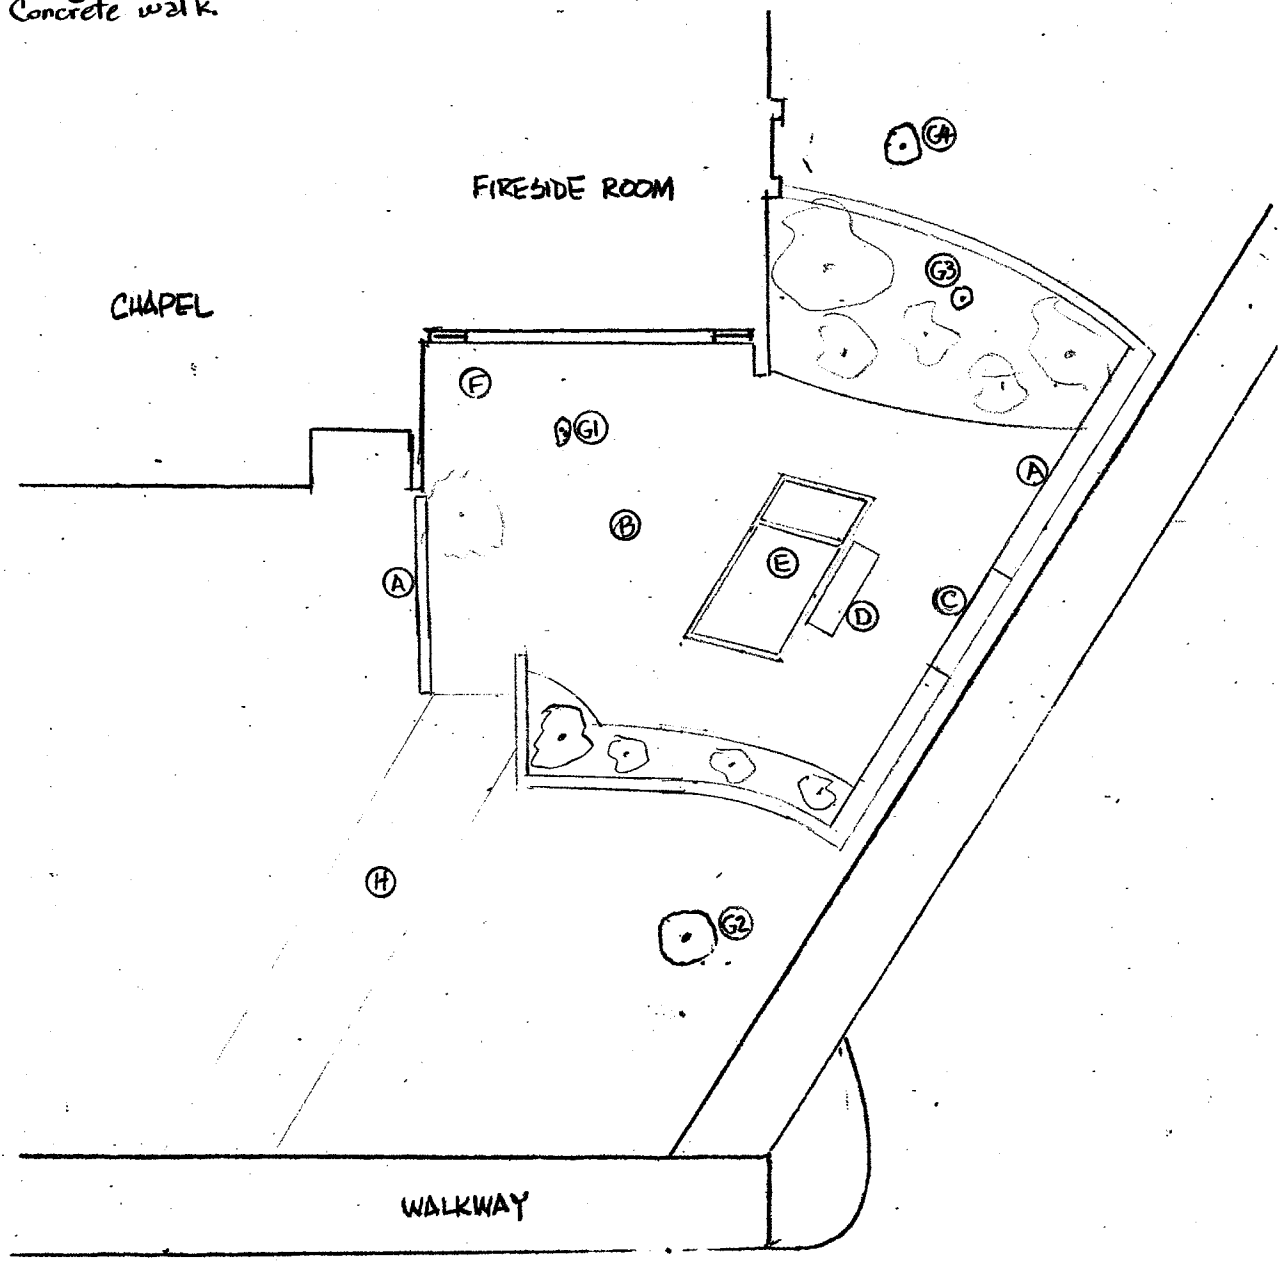 Concrete walk.
G4
FIRESIDE ROOM
G3
CHAPEL
F
G1
A
B
E
A
C
D
H
G2
WALKWAY